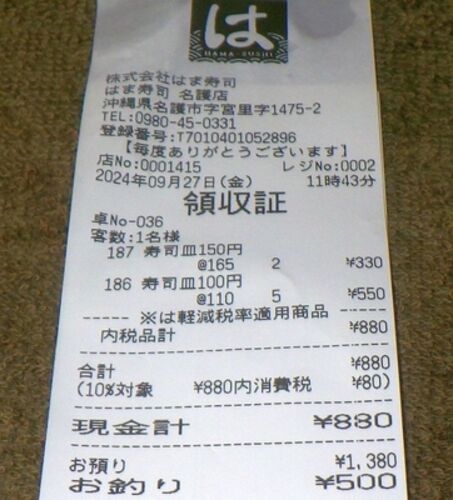 は
HAMA-SUSHI
株式会社はま寿司
はま寿司 名護店
沖縄県名護市字宮里字1475-2
TEL:0980-45-0331
登録番号:T7010401052896
【毎度ありがとうございます】
店No:0001415 レジNo:0002
2024年09月27日(金) 11時43分
領収証
卓No-036
客数:1名様
187 寿司皿150円
@165 2 ¥330
186 寿司皿100円
@110 5 ¥550
------ ※は軽減税率適用商品 ------
内税品計 ¥880
合計 ¥880
(10%対象 ¥880内消費税 ¥80)
現金計 ¥880
お預り ¥1,380
お釣り ¥500